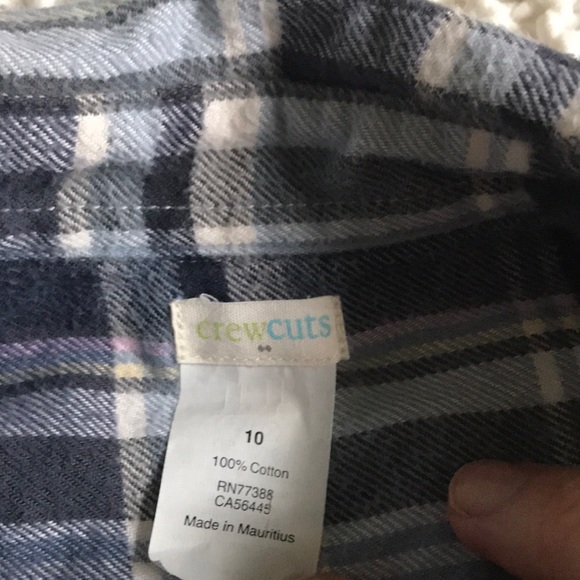 crewcuts
10
100% Cotton
RN77388
CA56445
Made in Mauritius